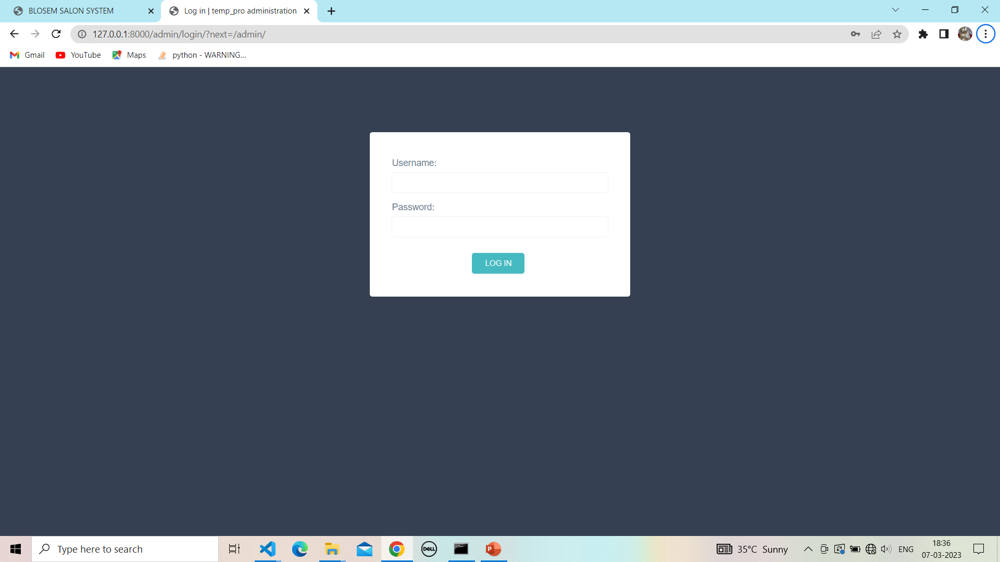 BLOSEM SALON SYSTEM
Log in | temp_pro administration
127.0.0.1:8000/admin/login/?next=/admin/
Gmail
YouTube
Maps
python - WARNING...
Username:
Password:
LOG IN
Type here to search
DELL
P
35°C Sunny
ENG
18:36
07-03-2023